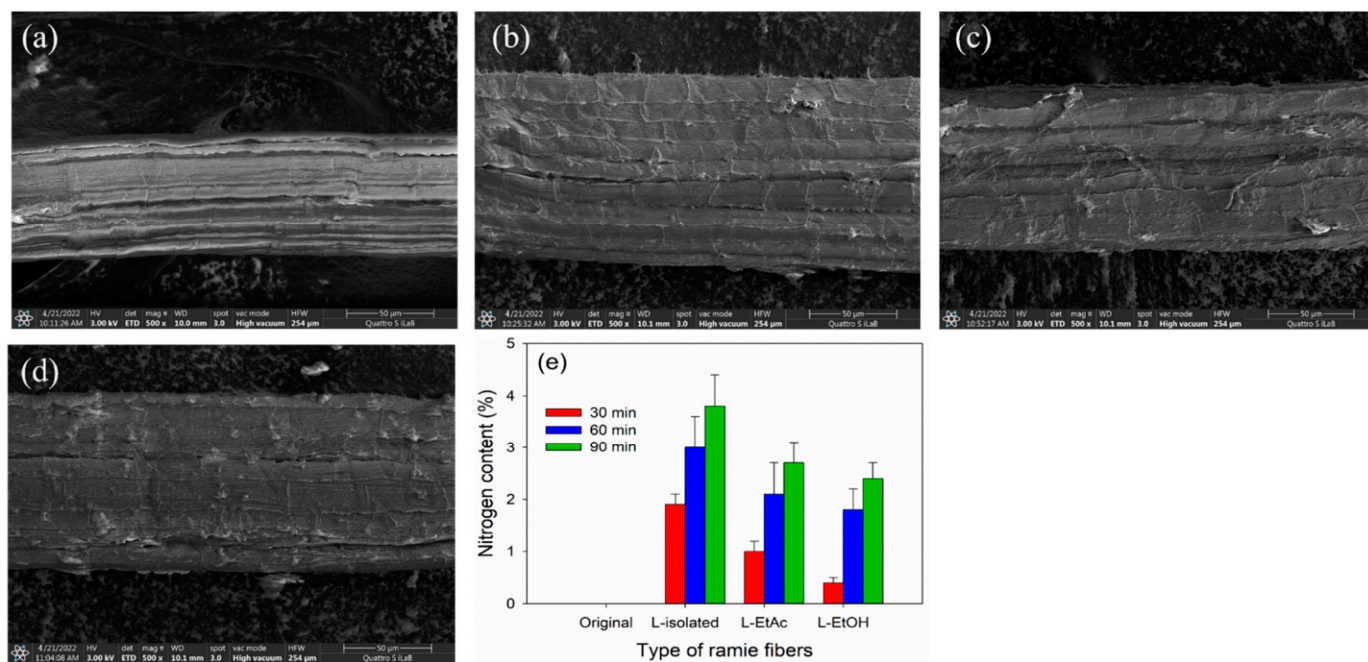 (a)
4/21/2022 HV det mag ⌗ WD spot vac mode HFW 50 µm
10:11:26 AM 3.00 kV ETD 500 x 10.0 mm 3.0 High vacuum 254 µm Quattro S iLaB
(b)
4/21/2022 HV det mag ⌗ WD spot vac mode HFW 50 µm
10:25:32 AM 3.00 kV ETD 500 x 10.1 mm 3.0 High vacuum 254 µm Quattro S iLaB
(c)
4/21/2022 HV det mag ⌗ WD spot vac mode HFW 50 µm
10:52:17 AM 3.00 kV ETD 500 x 10.1 mm 3.0 High vacuum 254 µm Quattro S iLaB
(d)
4/21/2022 HV det mag ⌗ WD spot vac mode HFW 50 µm
11:04:08 AM 3.00 kV ETD 500 x 10.1 mm 3.0 High vacuum 254 µm Quattro S iLaB
(e)
Nitrogen content (%)
5
4
3
2
1
0
30 min
60 min
90 min
Original L-isolated L-EtAc L-EtOH
Type of ramie fibers